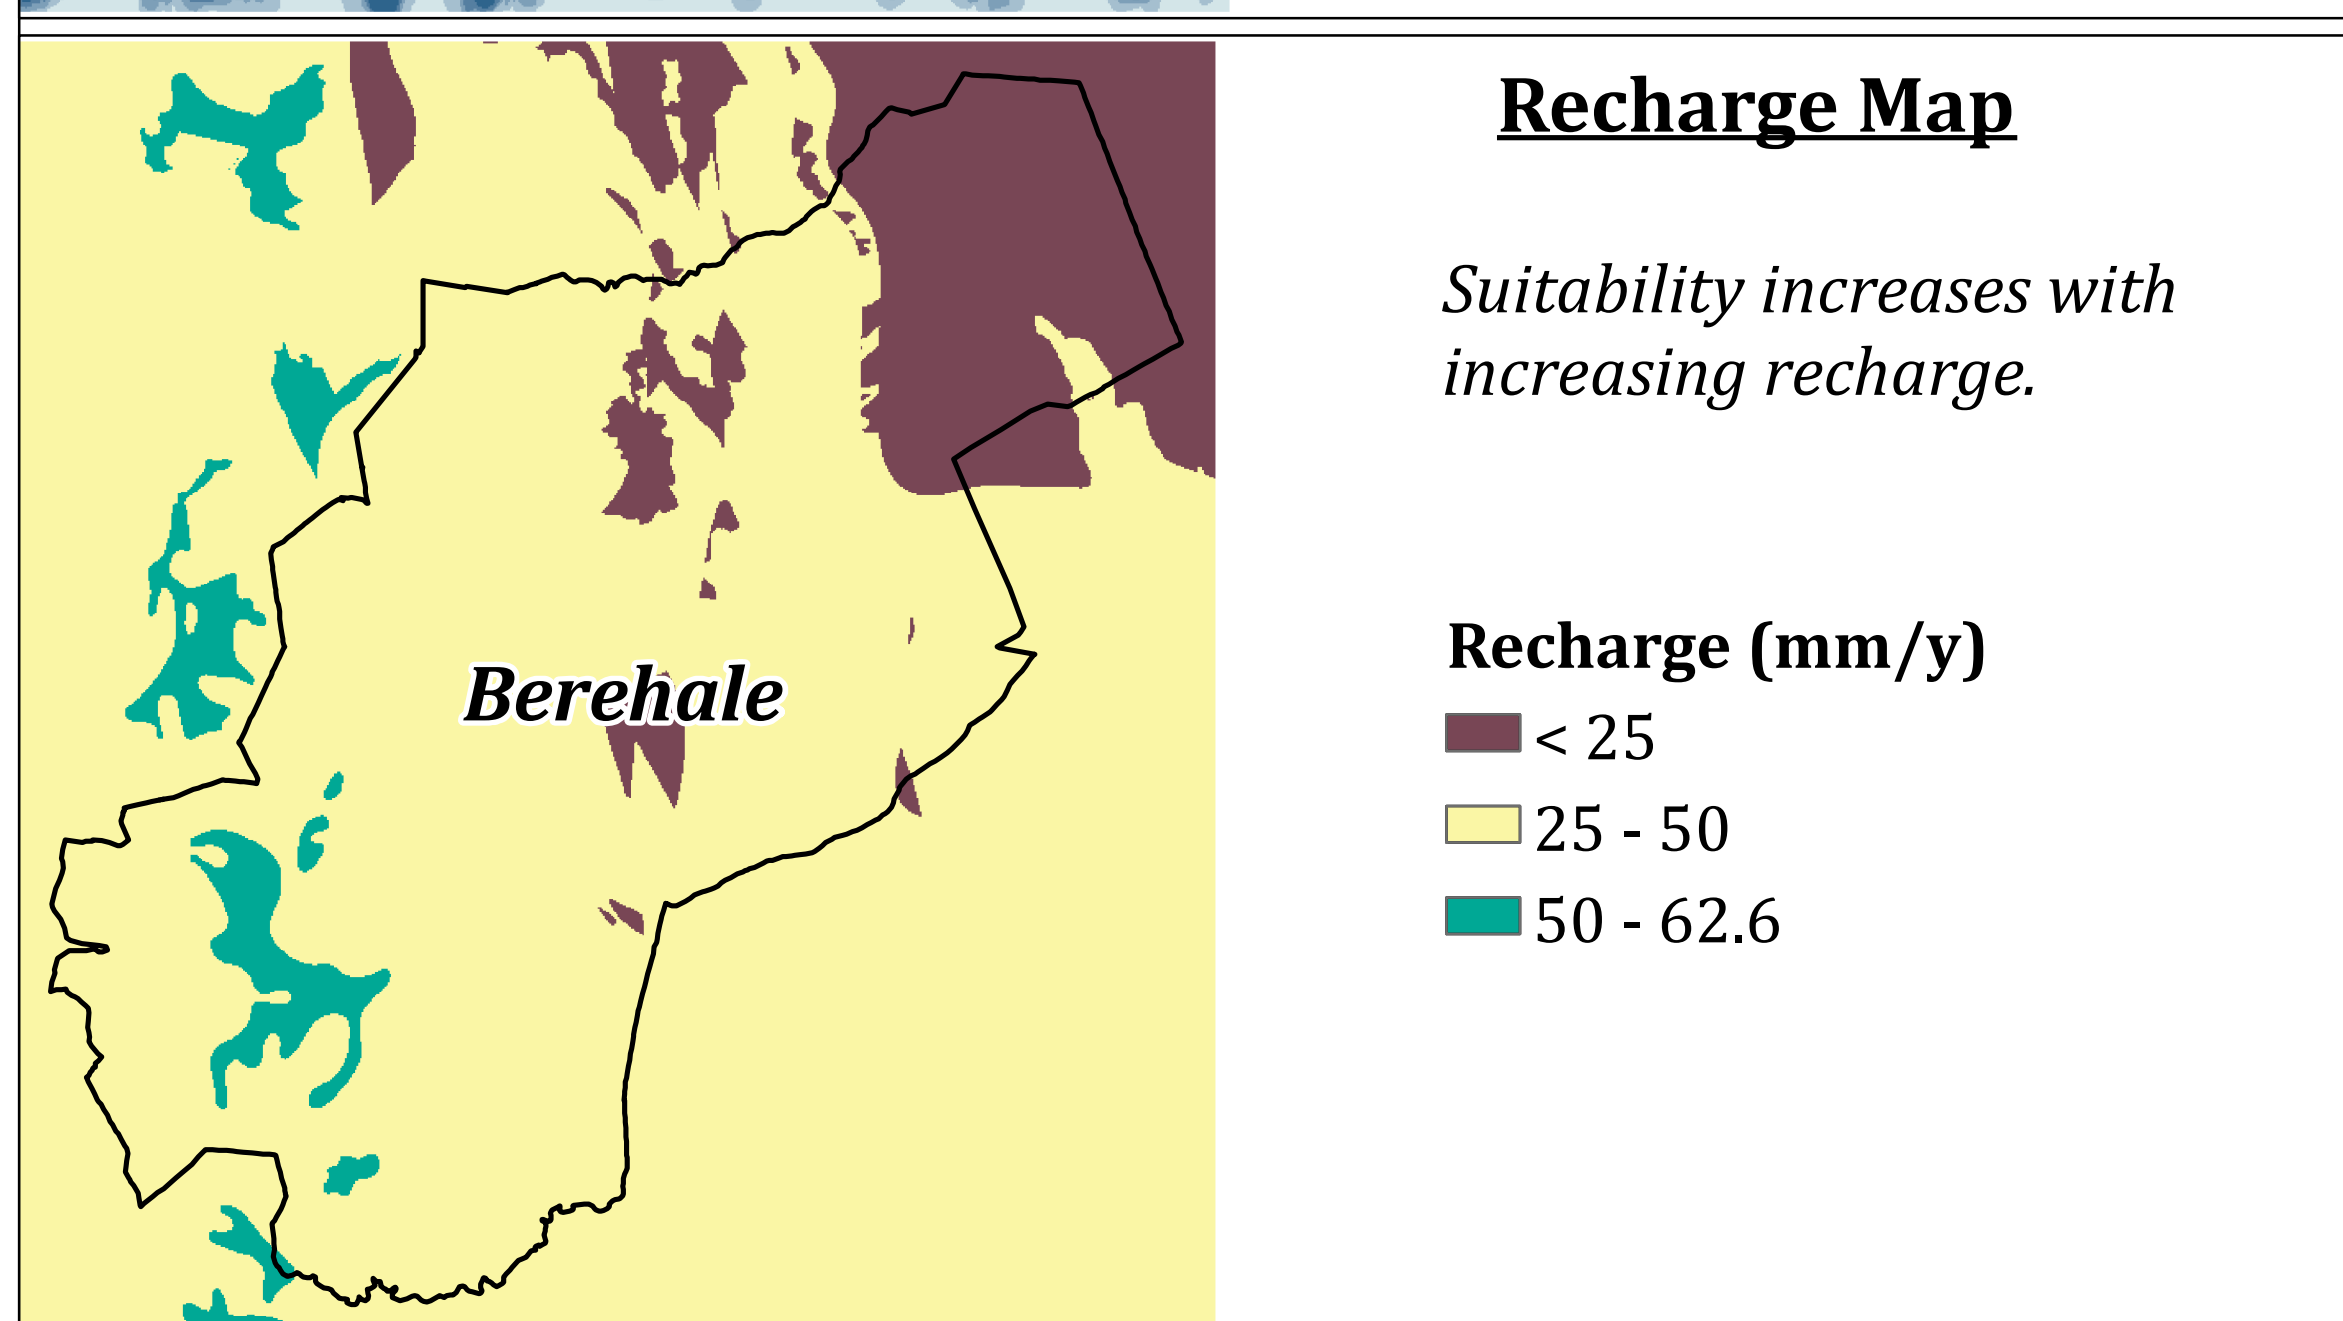 Recharge Map
Suitability increases with
increasing recharge.
Berehale
Recharge (mm/y)
< 25
25 - 50
50 - 62.6